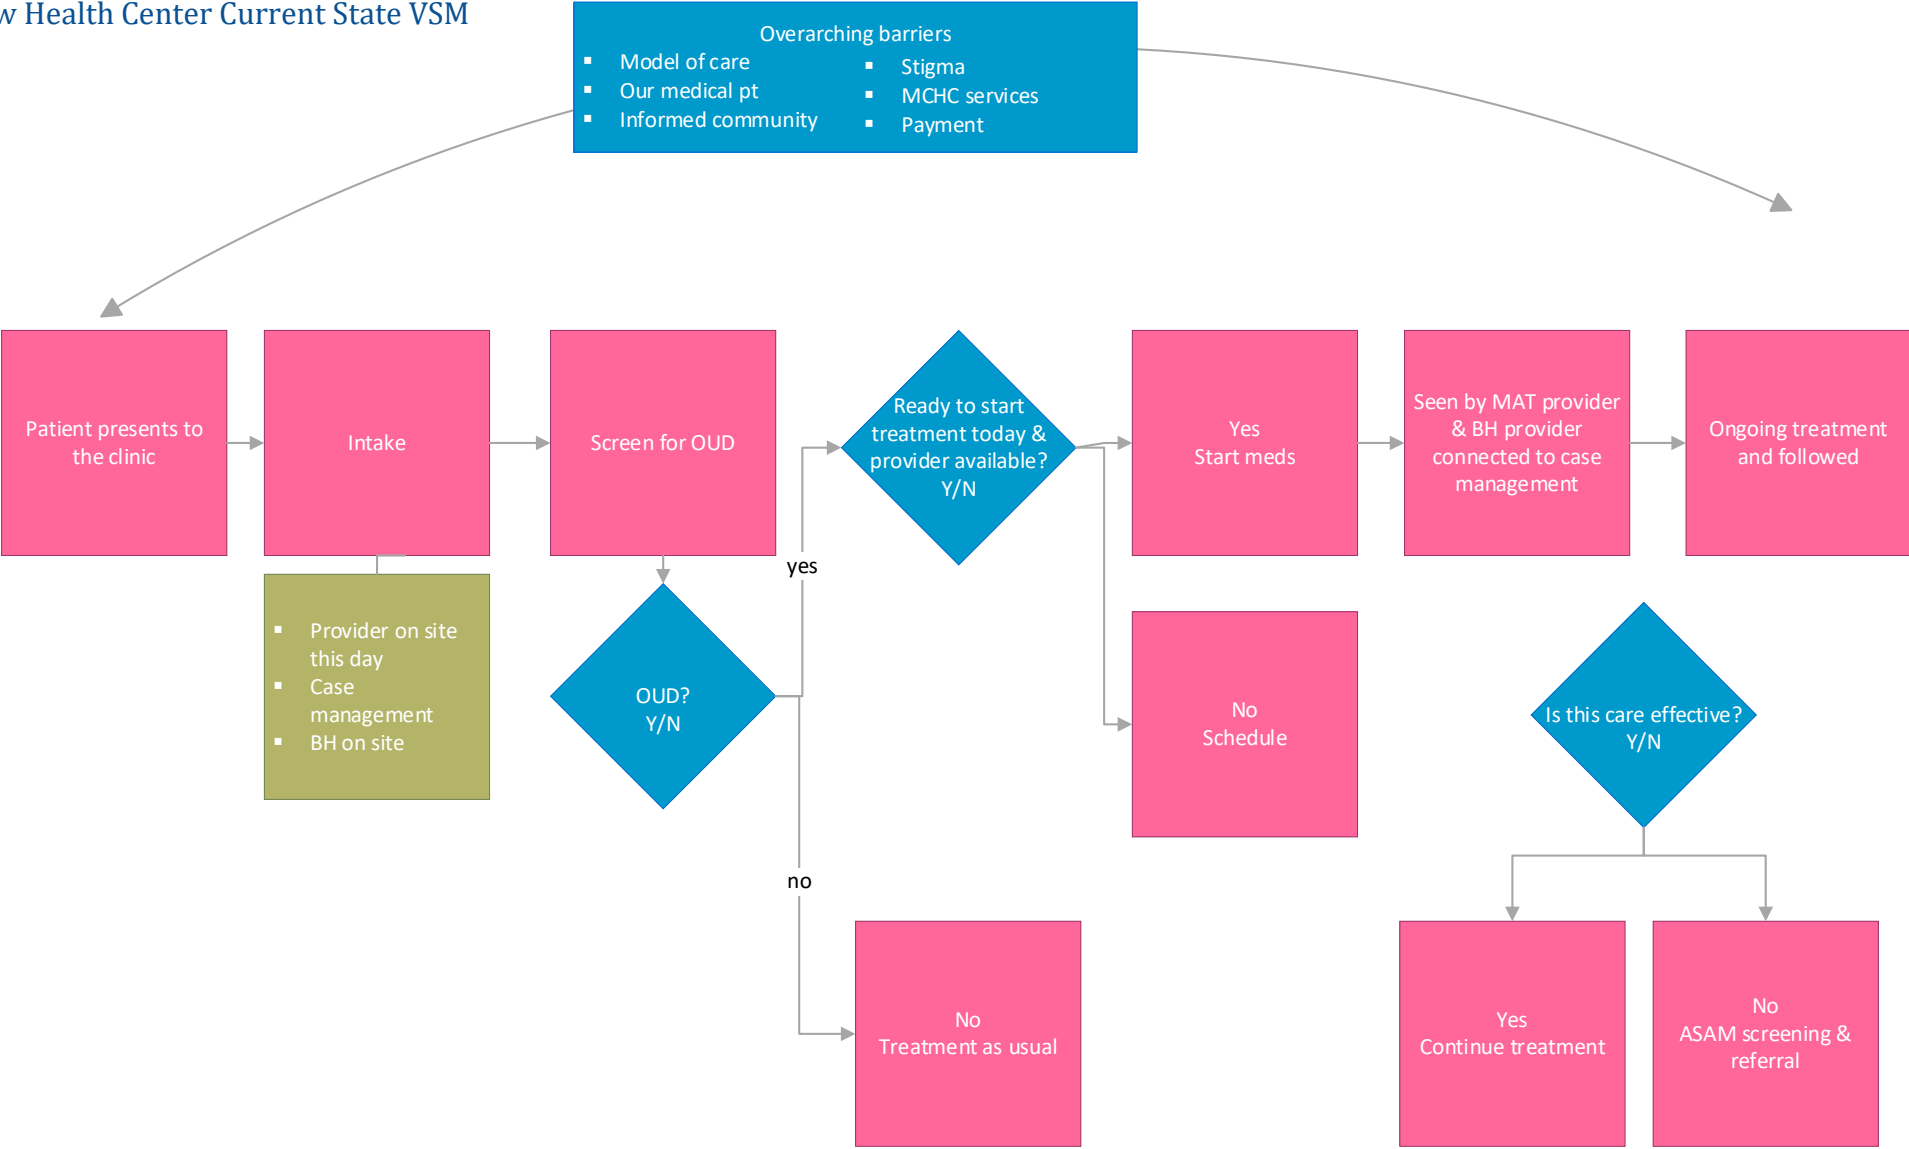 Health Center Current State VSM
Overarching barriers
▪ Model of care
▪ Our medical pt
▪ Informed community
▪ Stigma
▪ MCHC services
▪ Payment
Patient presents to
the clinic
Intake
Screen for OUD
Ready to start
treatment today &
provider available?
Y/N
Yes
Start meds
Seen by MAT provider
& BH provider
connected to case
management
Ongoing treatment
and followed
▪ Provider on site
this day
▪ Case
management
▪ BH on site
OUD?
Y/N
yes
no
No
Schedule
Is this care effective?
Y/N
No
Treatment as usual
Yes
Continue treatment
No
ASAM screening &
referral